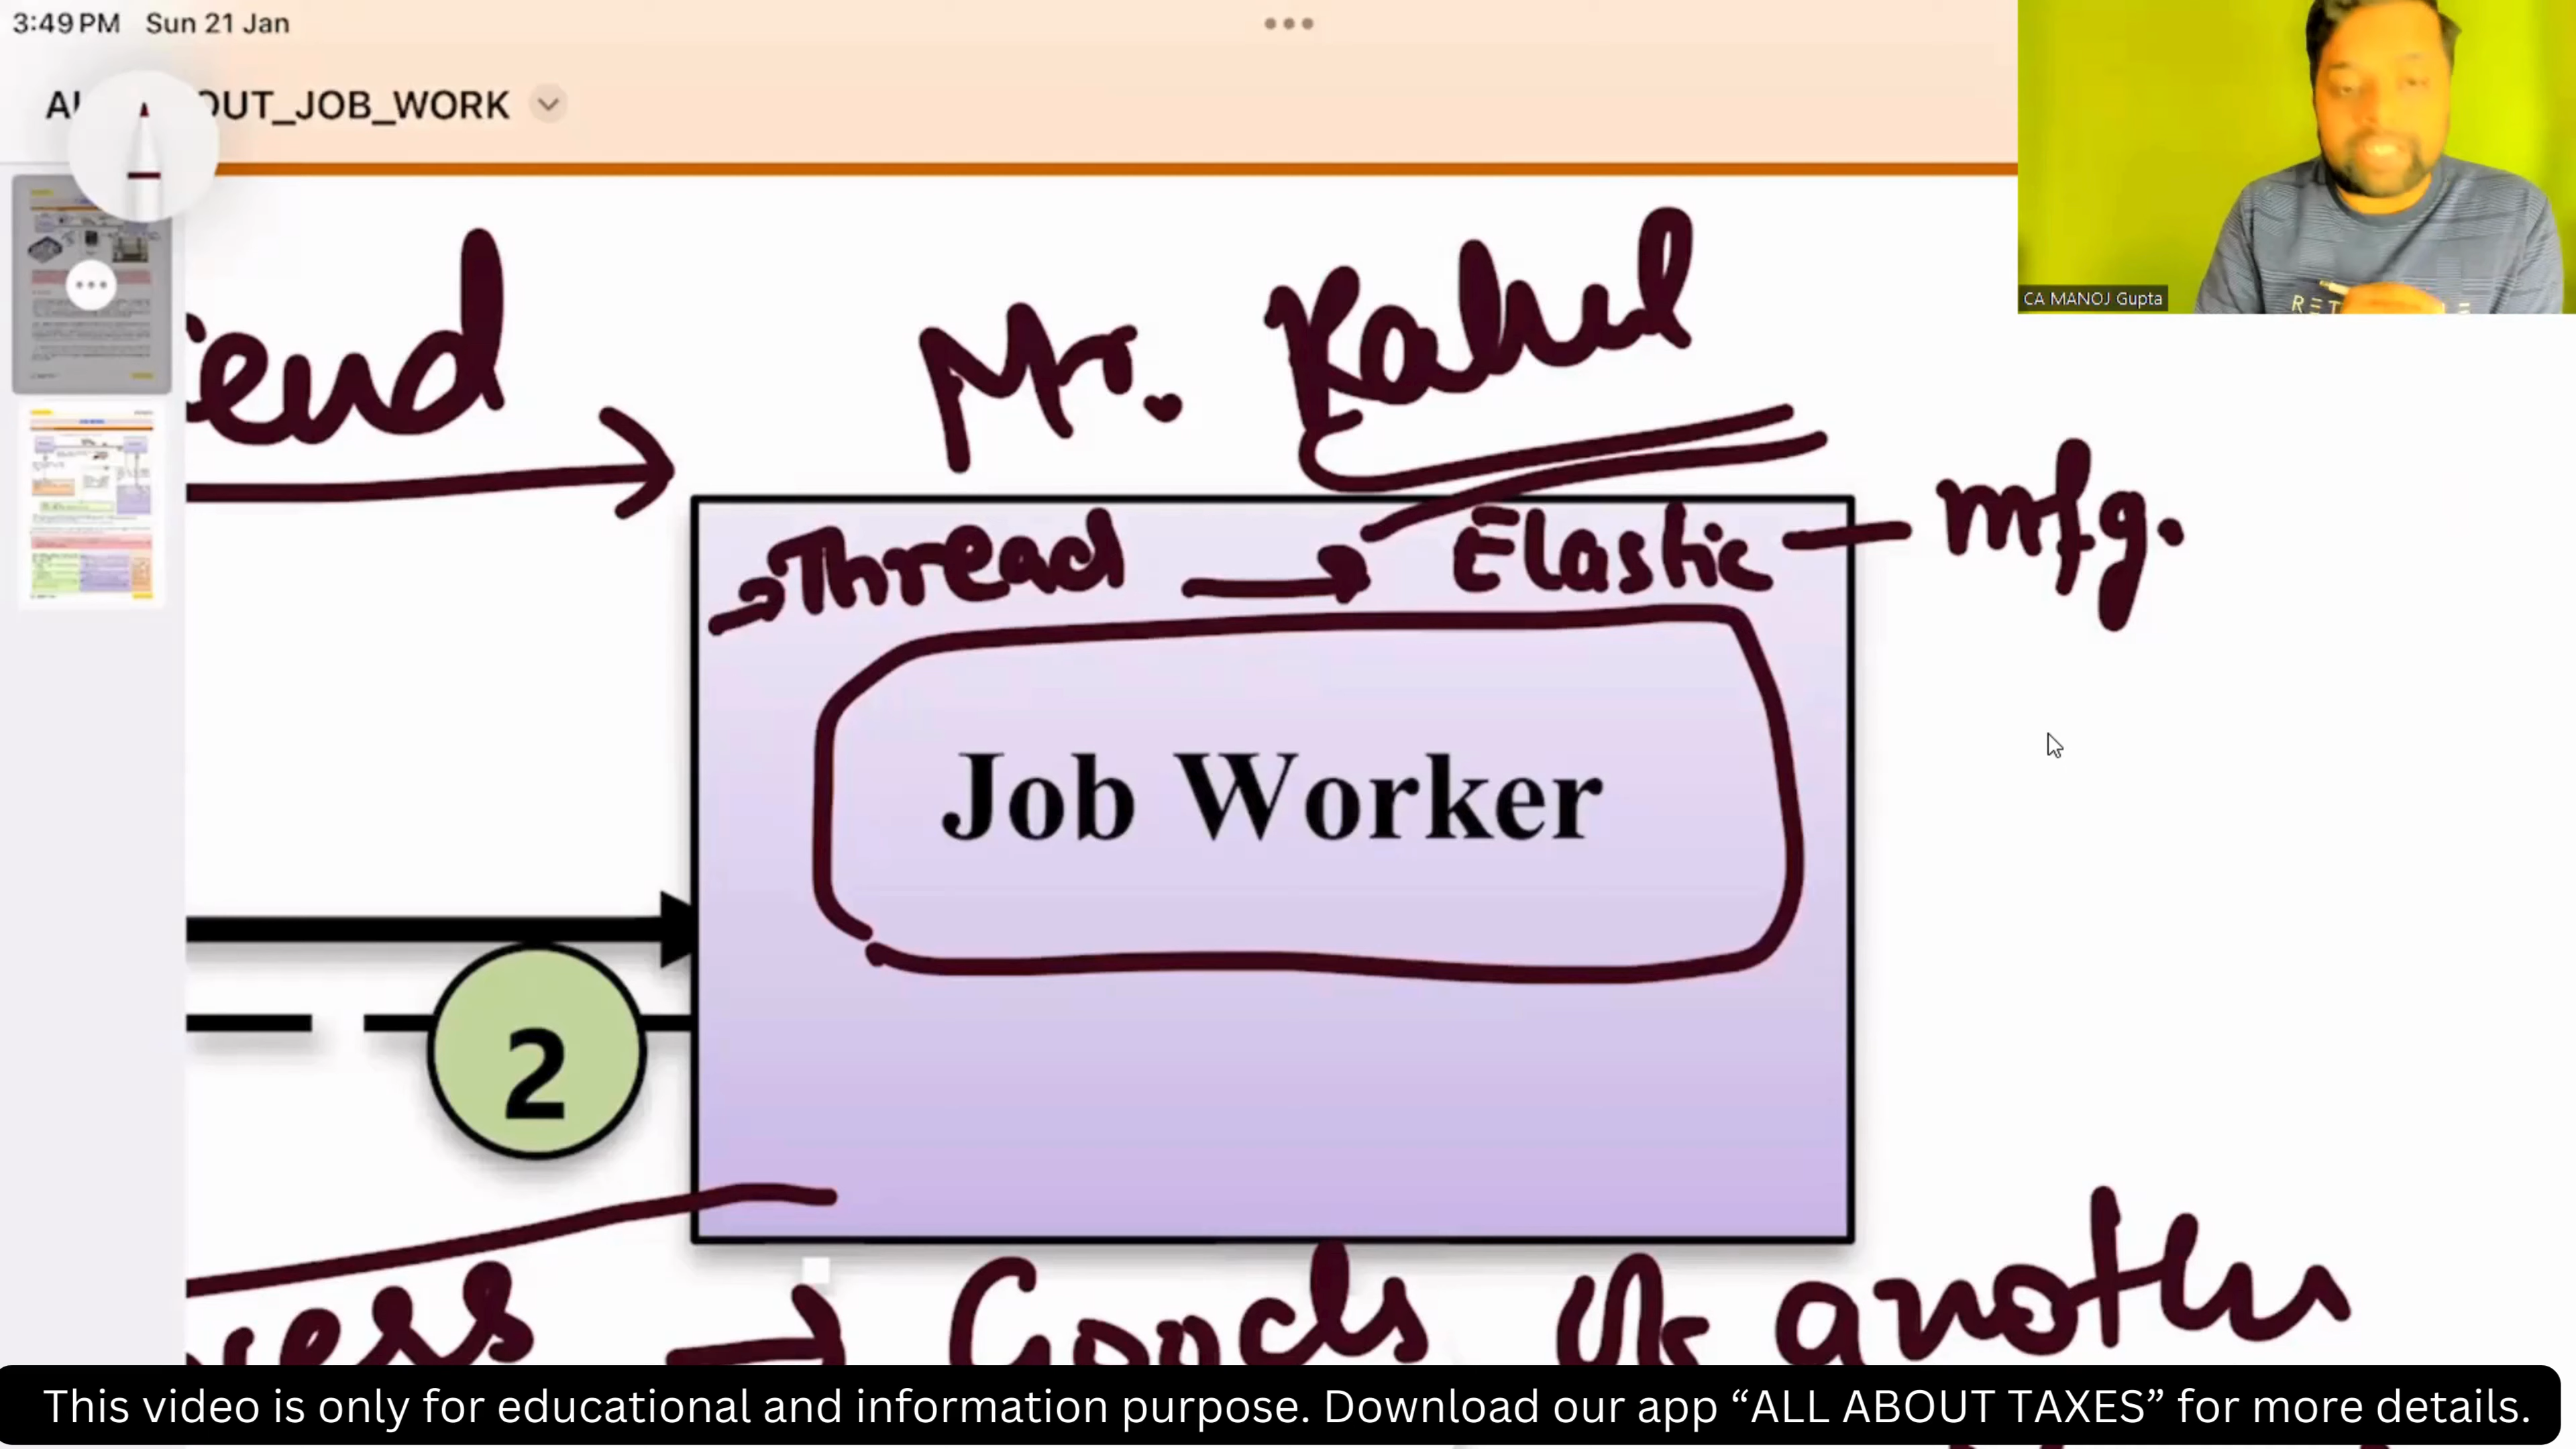 3:49 PM Sun 21 Jan
OUT_JOB_WORK
CA MANOJ Gupta
end
Mr. Rahul
Thread → Elastic - mfg.
Job Worker
2
cess → Goods of another
This video is only for educational and information purpose. Download our app “ALL ABOUT TAXES” for more details.